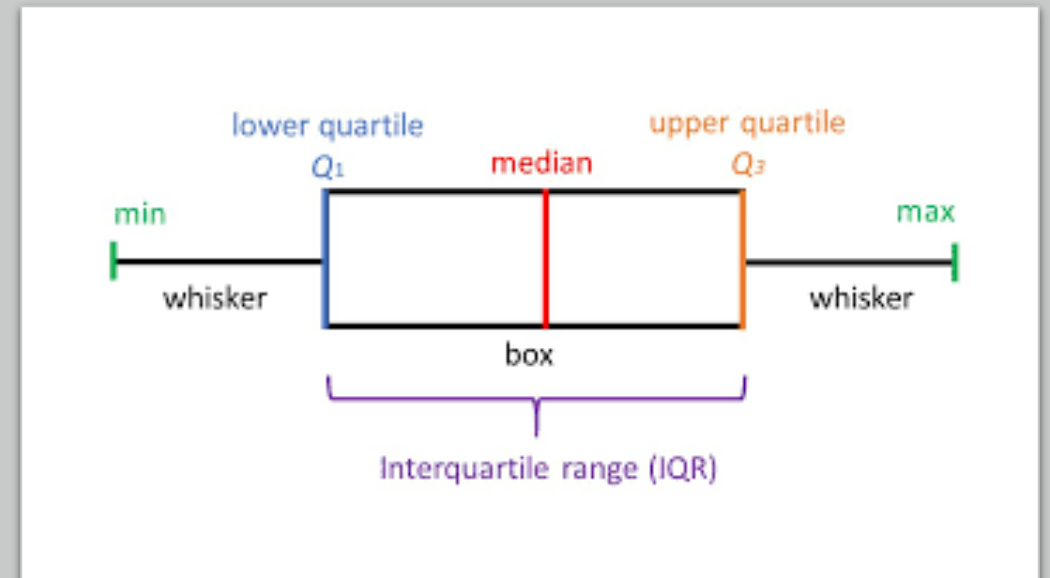 lower quartile
Q1
median
upper quartile
Q3
min
max
whisker
whisker
box
Interquartile range (IQR)